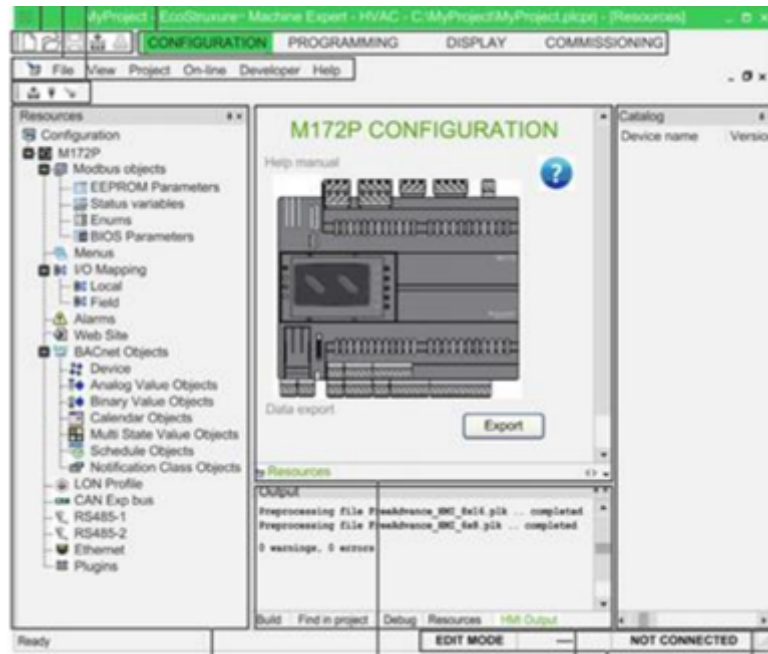 MyProject - EcoStruxure Machine Expert - HVAC - C:\MyProject\MyProject.plcprj - [Resources]
CONFIGURATION PROGRAMMING DISPLAY COMMISSIONING
File View Project On-line Developer Help
Resources
Configuration
M172P
Modbus objects
EEPROM Parameters
Status variables
Enums
BIOS Parameters
Menus
I/O Mapping
Local
Field
Alarms
Web Site
BACnet Objects
Device
Analog Value Objects
Binary Value Objects
Calendar Objects
Multi State Value Objects
Schedule Objects
Notification Class Objects
LON Profile
CAN Exp bus
RS485-1
RS485-2
Ethernet
Plugins
M172P CONFIGURATION
Help manual
?
Data export
Export
Resources
Output
Preprocessing file FreeAdvance_HMI_6x16.plk .. completed
Preprocessing file FreeAdvance_HMI_6x8.plk .. completed
0 warnings, 0 errors
Build Find in project Debug Resources HMI Output
Catalog
Device name Versio
Ready EDIT MODE ---- NOT CONNECTED